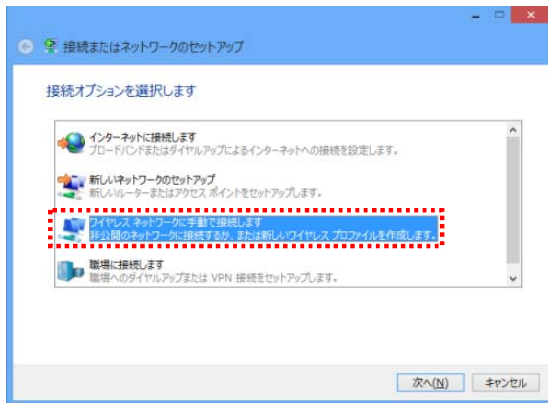 接続またはネットワークのセットアップ
接続オプションを選択します
インターネットに接続します
ブロードバンドまたはダイヤルアップによるインターネットへの接続を設定します。
新しいネットワークのセットアップ
新しいルーターまたはアクセス ポイントをセットアップします。
ワイヤレス ネットワークに手動で接続します
非公開のネットワークに接続するか、または新しいワイヤレス プロファイルを作成します。
職場に接続します
職場へのダイヤルアップまたは VPN 接続をセットアップします。
次へ(N)
キャンセル